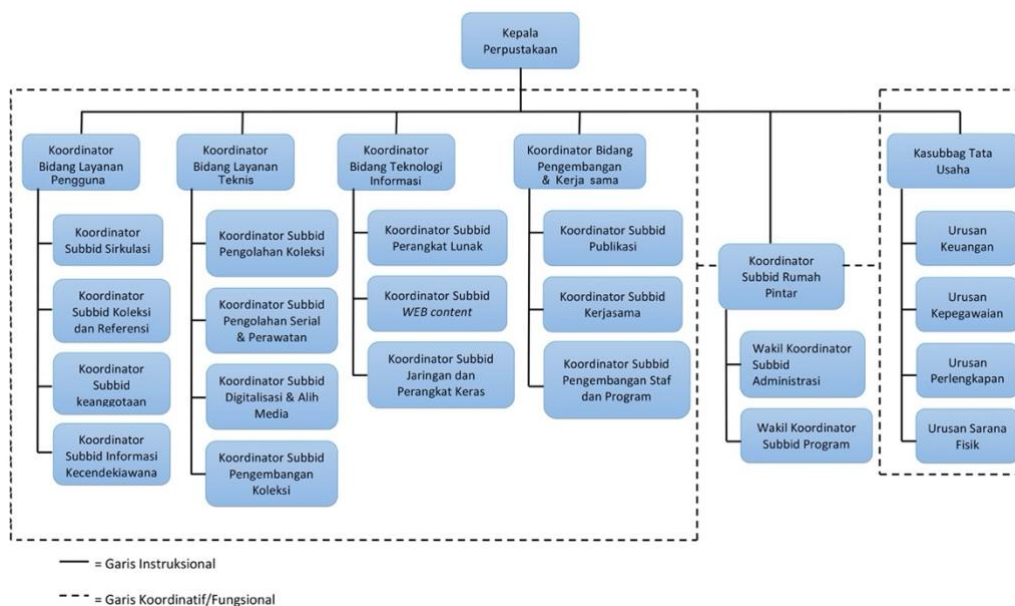 Kepala
Perpustakaan
Koordinator
Bidang Layanan
Pengguna
Koordinator
Subbid Sirkulasi
Koordinator
Subbid Koleksi
dan Referensi
Koordinator
Subbid
keanggotaan
Koordinator
Subbid Informasi
Kecendekiawana
Koordinator
Bidang Layanan
Teknis
Koordinator Subbid
Pengolahan Koleksi
Koordinator Subbid
Pengolahan Serial
& Perawatan
Koordinator Subbid
Digitalisasi & Alih
Media
Koordinator Subbid
Pengembangan
Koleksi
Koordinator
Bidang Teknologi
Informasi
Koordinator Subbid
Perangkat Lunak
Koordinator Subbid
WEB content
Koordinator Subbid
Jaringan dan
Perangkat Keras
Koordinator Bidang
Pengembangan
& Kerja sama
Koordinator Subbid
Publikasi
Koordinator Subbid
Kerjasama
Koordinator Subbid
Pengembangan Staf
dan Program
Koordinator
Subbid Rumah
Pintar
Wakil Koordinator
Subbid
Administrasi
Wakil Koordinator
Subbid Program
Kasubbag Tata
Usaha
Urusan
Keuangan
Urusan
Kepegawaian
Urusan
Perlengkapan
Urusan Sarana
Fisik
= Garis Instruksional
= Garis Koordinatif/Fungsional